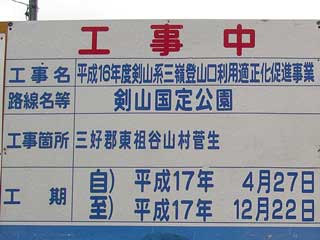 工事中
工事名 平成16年度剣山系三嶺登山口利用適正化促進事業
路線名等 剣山国定公園
工事箇所 三好郡東祖谷山村菅生
工期 自) 平成17年 4月27日
至) 平成17年 12月22日